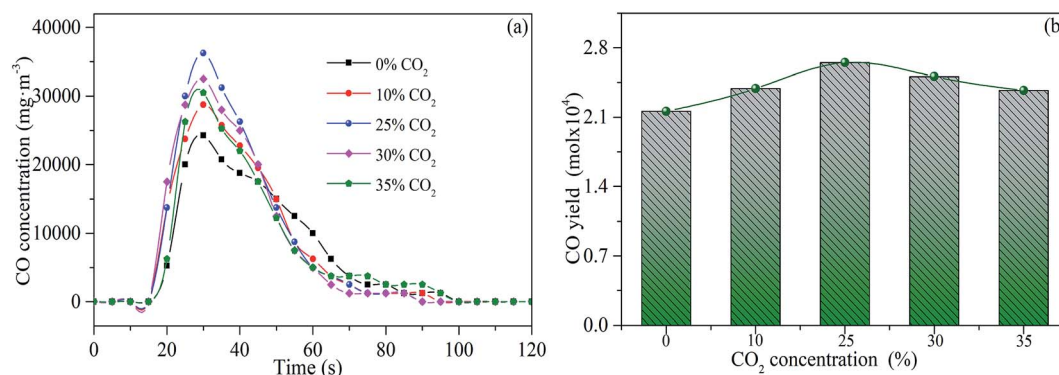 (a)
CO concentration (mg·m⁻³)
40000
30000
20000
10000
0
0% CO₂
10% CO₂
25% CO₂
30% CO₂
35% CO₂
0 20 40 60 80 100 120
Time (s)
(b)
CO yield (molx10⁴)
2.8
2.1
1.4
0.7
0.0
0 10 25 30 35
CO₂ concentration (%)